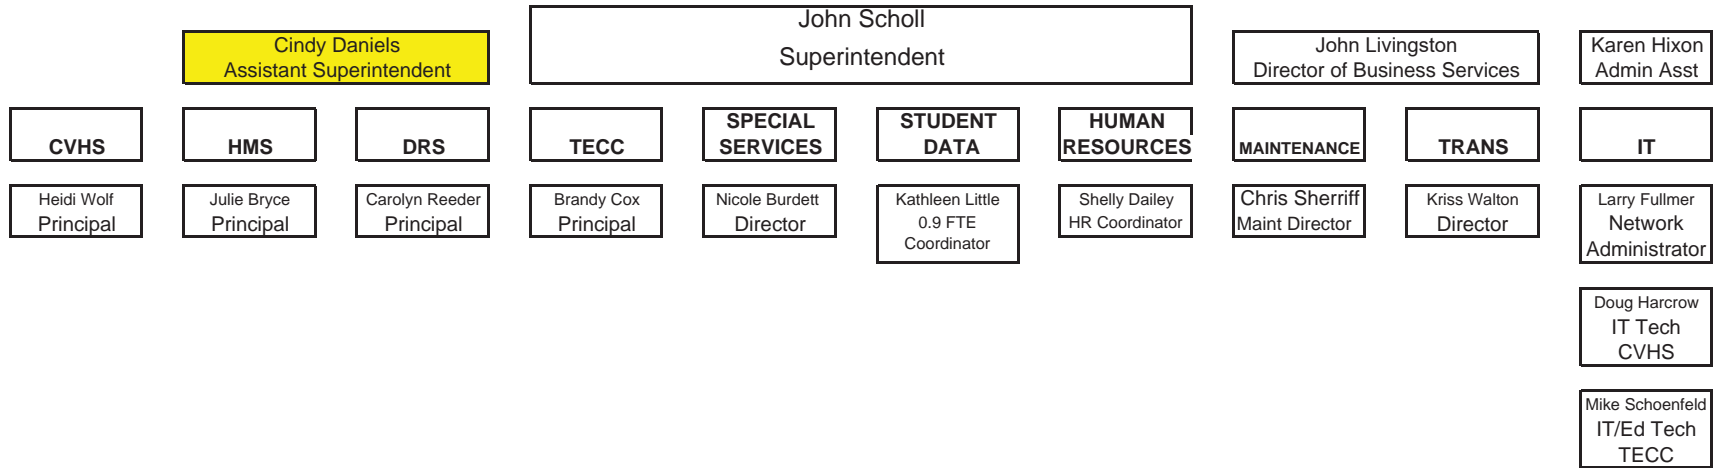 John Scholl
Superintendent
Cindy Daniels
Assistant Superintendent
John Livingston
Director of Business Services
Karen Hixon
Admin Asst
CVHS
HMS
DRS
TECC
SPECIAL
SERVICES
STUDENT
DATA
HUMAN
RESOURCES
MAINTENANCE
TRANS
IT
Heidi Wolf
Principal
Julie Bryce
Principal
Carolyn Reeder
Principal
Brandy Cox
Principal
Nicole Burdett
Director
Kathleen Little
0.9 FTE
Coordinator
Shelly Dailey
HR Coordinator
Chris Sherriff
Maint Director
Kriss Walton
Director
Larry Fullmer
Network
Administrator
Doug Harcrow
IT Tech
CVHS
Mike Schoenfeld
IT/Ed Tech
TECC